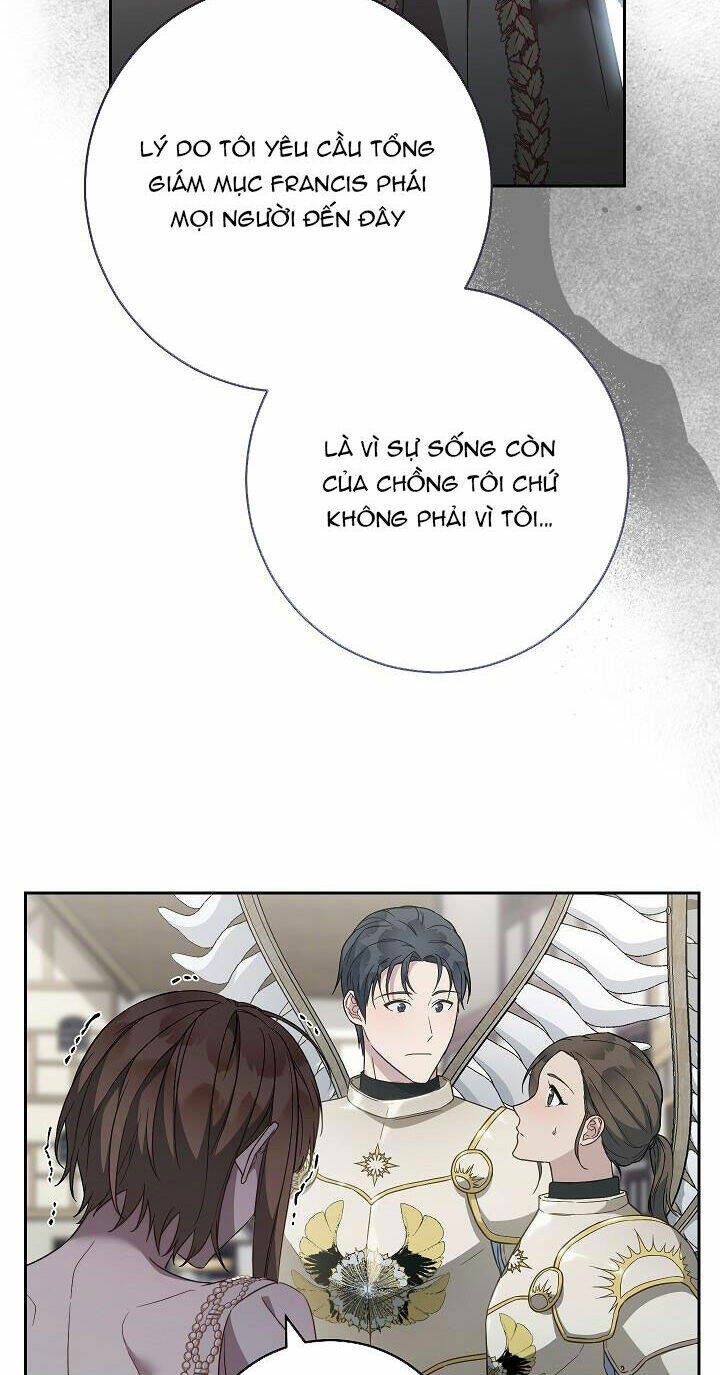 LÝ DO TÔI YÊU CẦU TỔNG
GIÁM MỤC FRANCIS PHÁI
MỌI NGƯỜI ĐẾN ĐÂY
LÀ VÌ SỰ SỐNG CÒN
CỦA CHỒNG TÔI CHỨ
KHÔNG PHẢI VÌ TÔI...